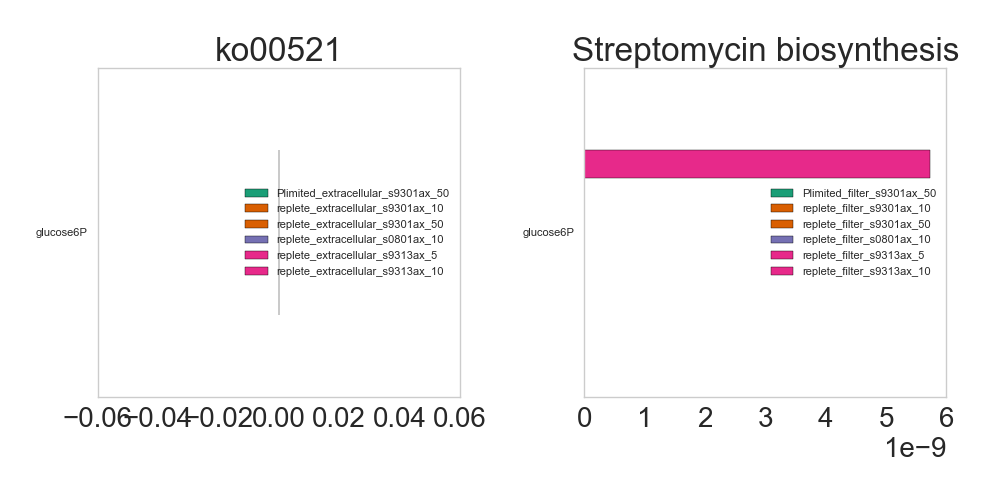 ko00521
glucose6P
Plimited_extracellular_s9301ax_50
replete_extracellular_s9301ax_10
replete_extracellular_s9301ax_50
replete_extracellular_s0801ax_10
replete_extracellular_s9313ax_5
replete_extracellular_s9313ax_10
−0.06 −0.04 −0.02 0.00 0.02 0.04 0.06
Streptomycin biosynthesis
glucose6P
Plimited_filter_s9301ax_50
replete_filter_s9301ax_10
replete_filter_s9301ax_50
replete_filter_s0801ax_10
replete_filter_s9313ax_5
replete_filter_s9313ax_10
0 1 2 3 4 5 6
1e−9